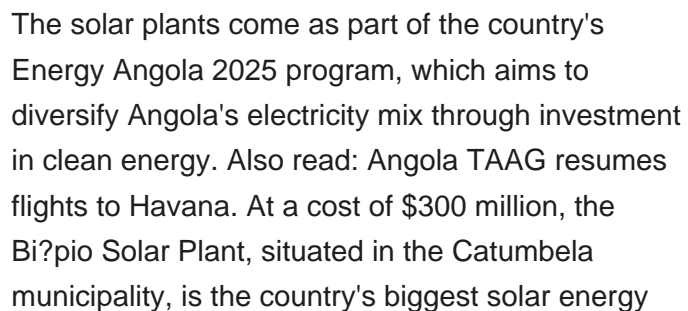 The solar plants come as part of the country's
Energy Angola 2025 program, which aims to
diversify Angola's electricity mix through investment
in clean energy. Also read: Angola TAAG resumes
flights to Havana. At a cost of $300 million, the
Bi?pio Solar Plant, situated in the Catumbela
municipality, is the country's biggest solar energy